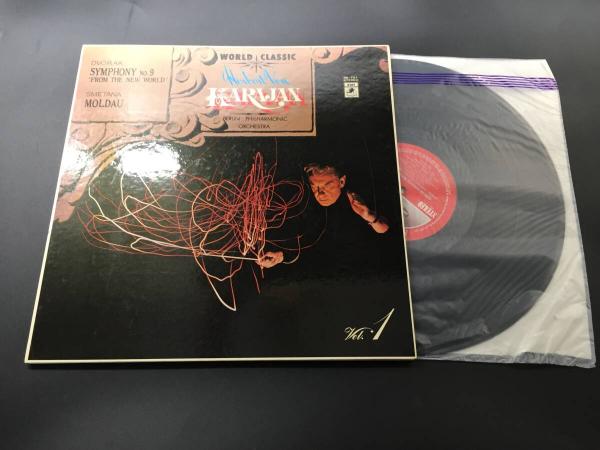 DVORAK
SYMPHONY No. 9
'FROM THE NEW WORLD'
SMETANA
MOLDAU
WORLD CLASSIC
Herbert Von
KARAJAN
BERLIN PHILHARMONIC
ORCHESTRA
Vol. 1
STEREO